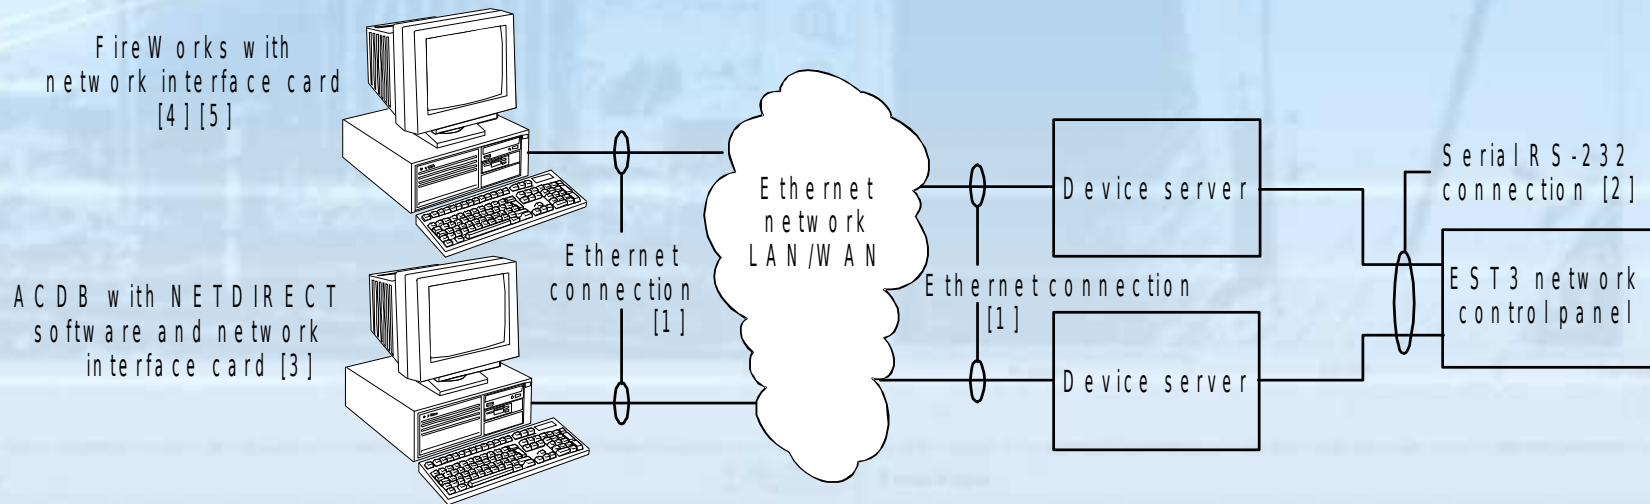 FireWorks with
network interface card
[4] [5]
ACDB with NETDIRECT
software and network
interface card [3]
Ethernet
connection
[1]
Ethernet
network
LAN/WAN
Device server
Ethernet connection
[1]
Device server
Serial RS-232
connection [2]
EST3 network
control panel